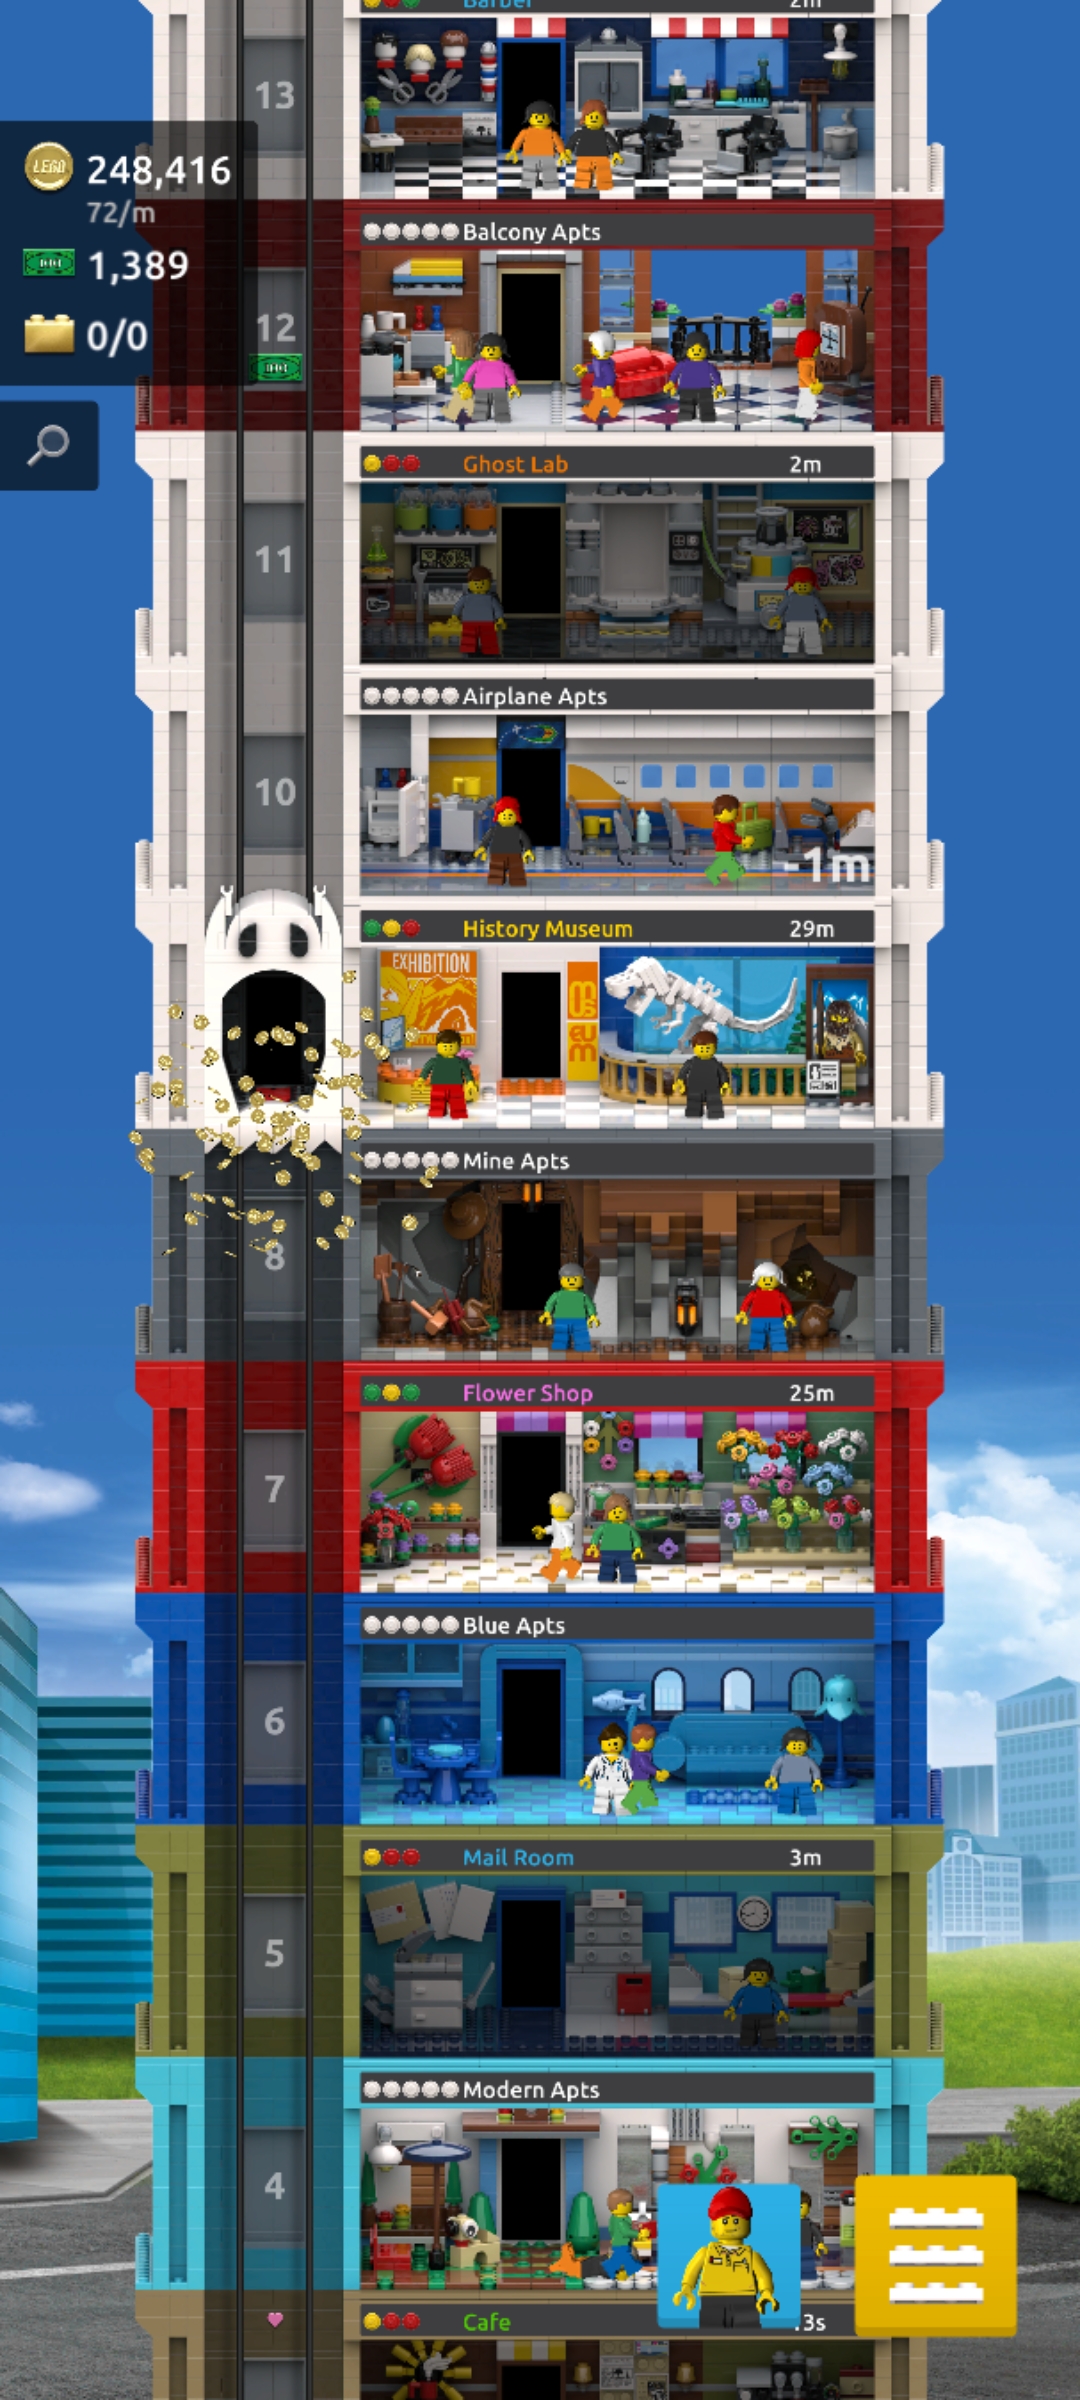 Barber 2m
13
LEGO
248,416
72/m
1,389
0/0
Balcony Apts
12
Ghost Lab 2m
11
Airplane Apts
10
-1m
History Museum 29m
EXHIBITION
MUSEUM
Mine Apts
8
Flower Shop 25m
7
Blue Apts
6
Mail Room 3m
5
Modern Apts
4
Cafe 3s